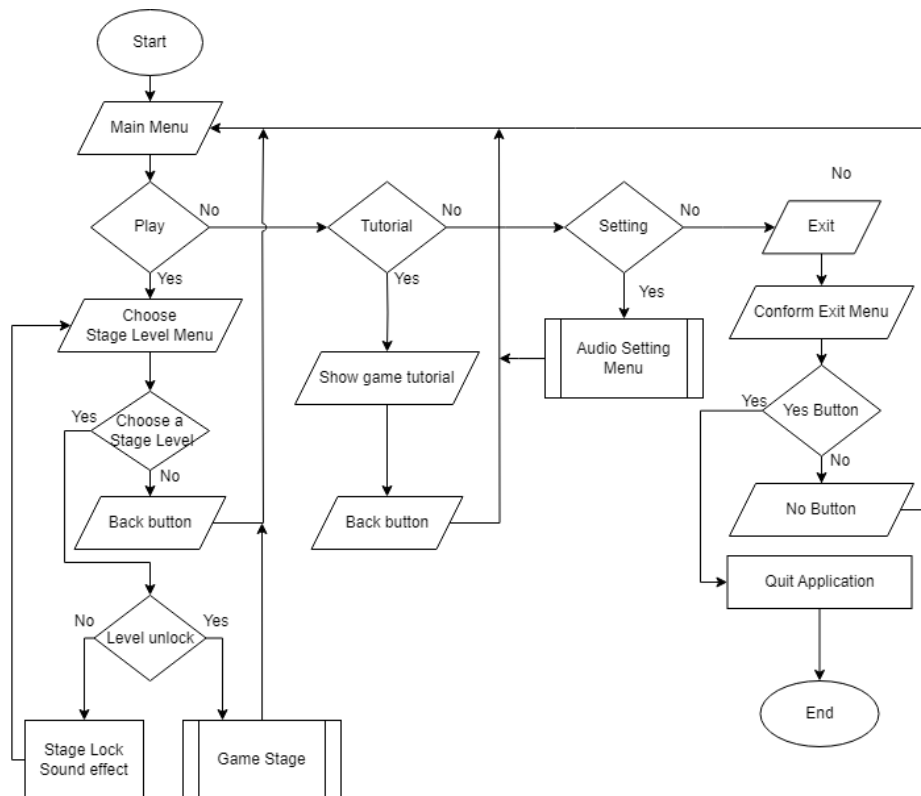 Start
Main Menu
No
Play
No
Tutorial
No
Setting
No
Exit
Yes
Yes
Yes
Choose
Stage Level Menu
Conform Exit Menu
Audio Setting
Menu
Show game tutorial
Yes
Choose a
Stage Level
Yes
Yes Button
No
No
Back button
Back button
No Button
Quit Application
No
Level unlock
Yes
End
Stage Lock
Sound effect
Game Stage